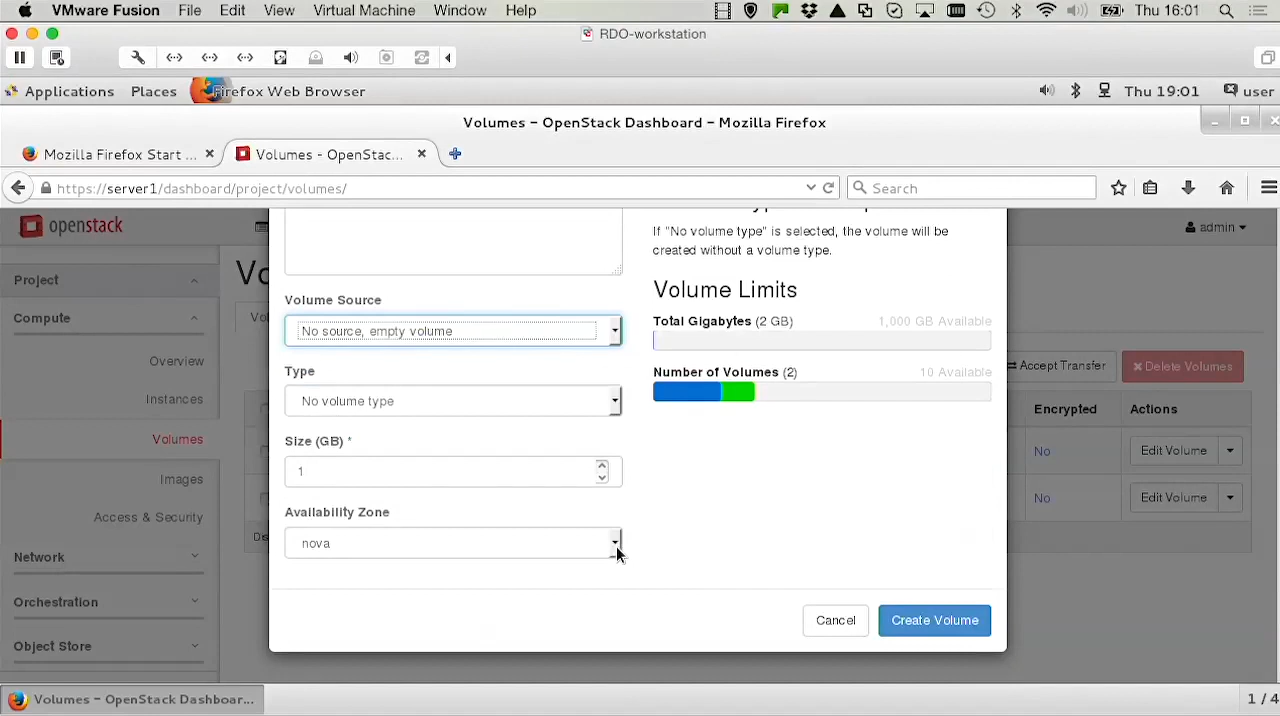 VMware Fusion File Edit View Virtual Machine Window Help Thu 16:01
RDO-workstation
Applications Places Firefox Web Browser Thu 19:01 user
Volumes - OpenStack Dashboard - Mozilla Firefox
Mozilla Firefox Start ... Volumes - OpenStac...
https://server1/dashboard/project/volumes/ Search
openstack admin
If "No volume type" is selected, the volume will be
created without a volume type.
Project
Compute
Overview
Instances
Volumes
Images
Access & Security
Network
Orchestration
Object Store
Volume Source
No source, empty volume
Type
No volume type
Size (GB) *
1
Availability Zone
nova
Volume Limits
Total Gigabytes (2 GB) 1,000 GB Available
Number of Volumes (2) 10 Available
Cancel Create Volume
Accept Transfer Delete Volumes
Encrypted Actions
No Edit Volume
No Edit Volume
Volumes - OpenStack Dashboar... 1 / 4